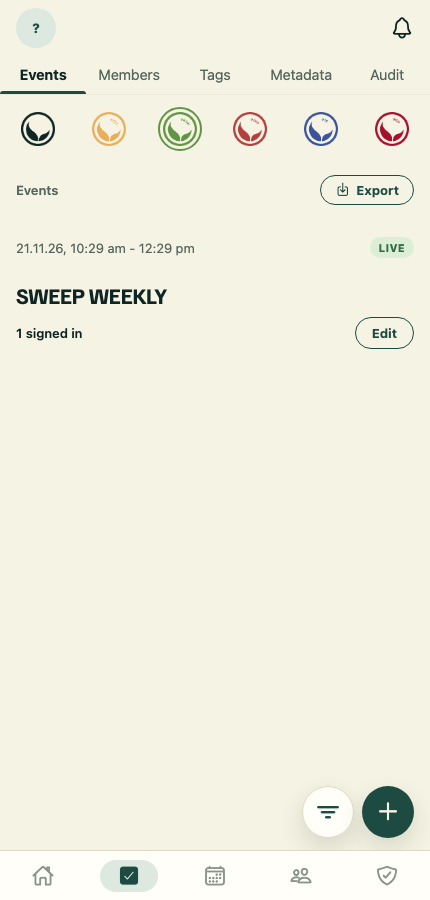 ?
Events Members Tags Metadata Audit
Events
Export
21.11.26, 10:29 am - 12:29 pm
LIVE
SWEEP WEEKLY
1 signed in
Edit